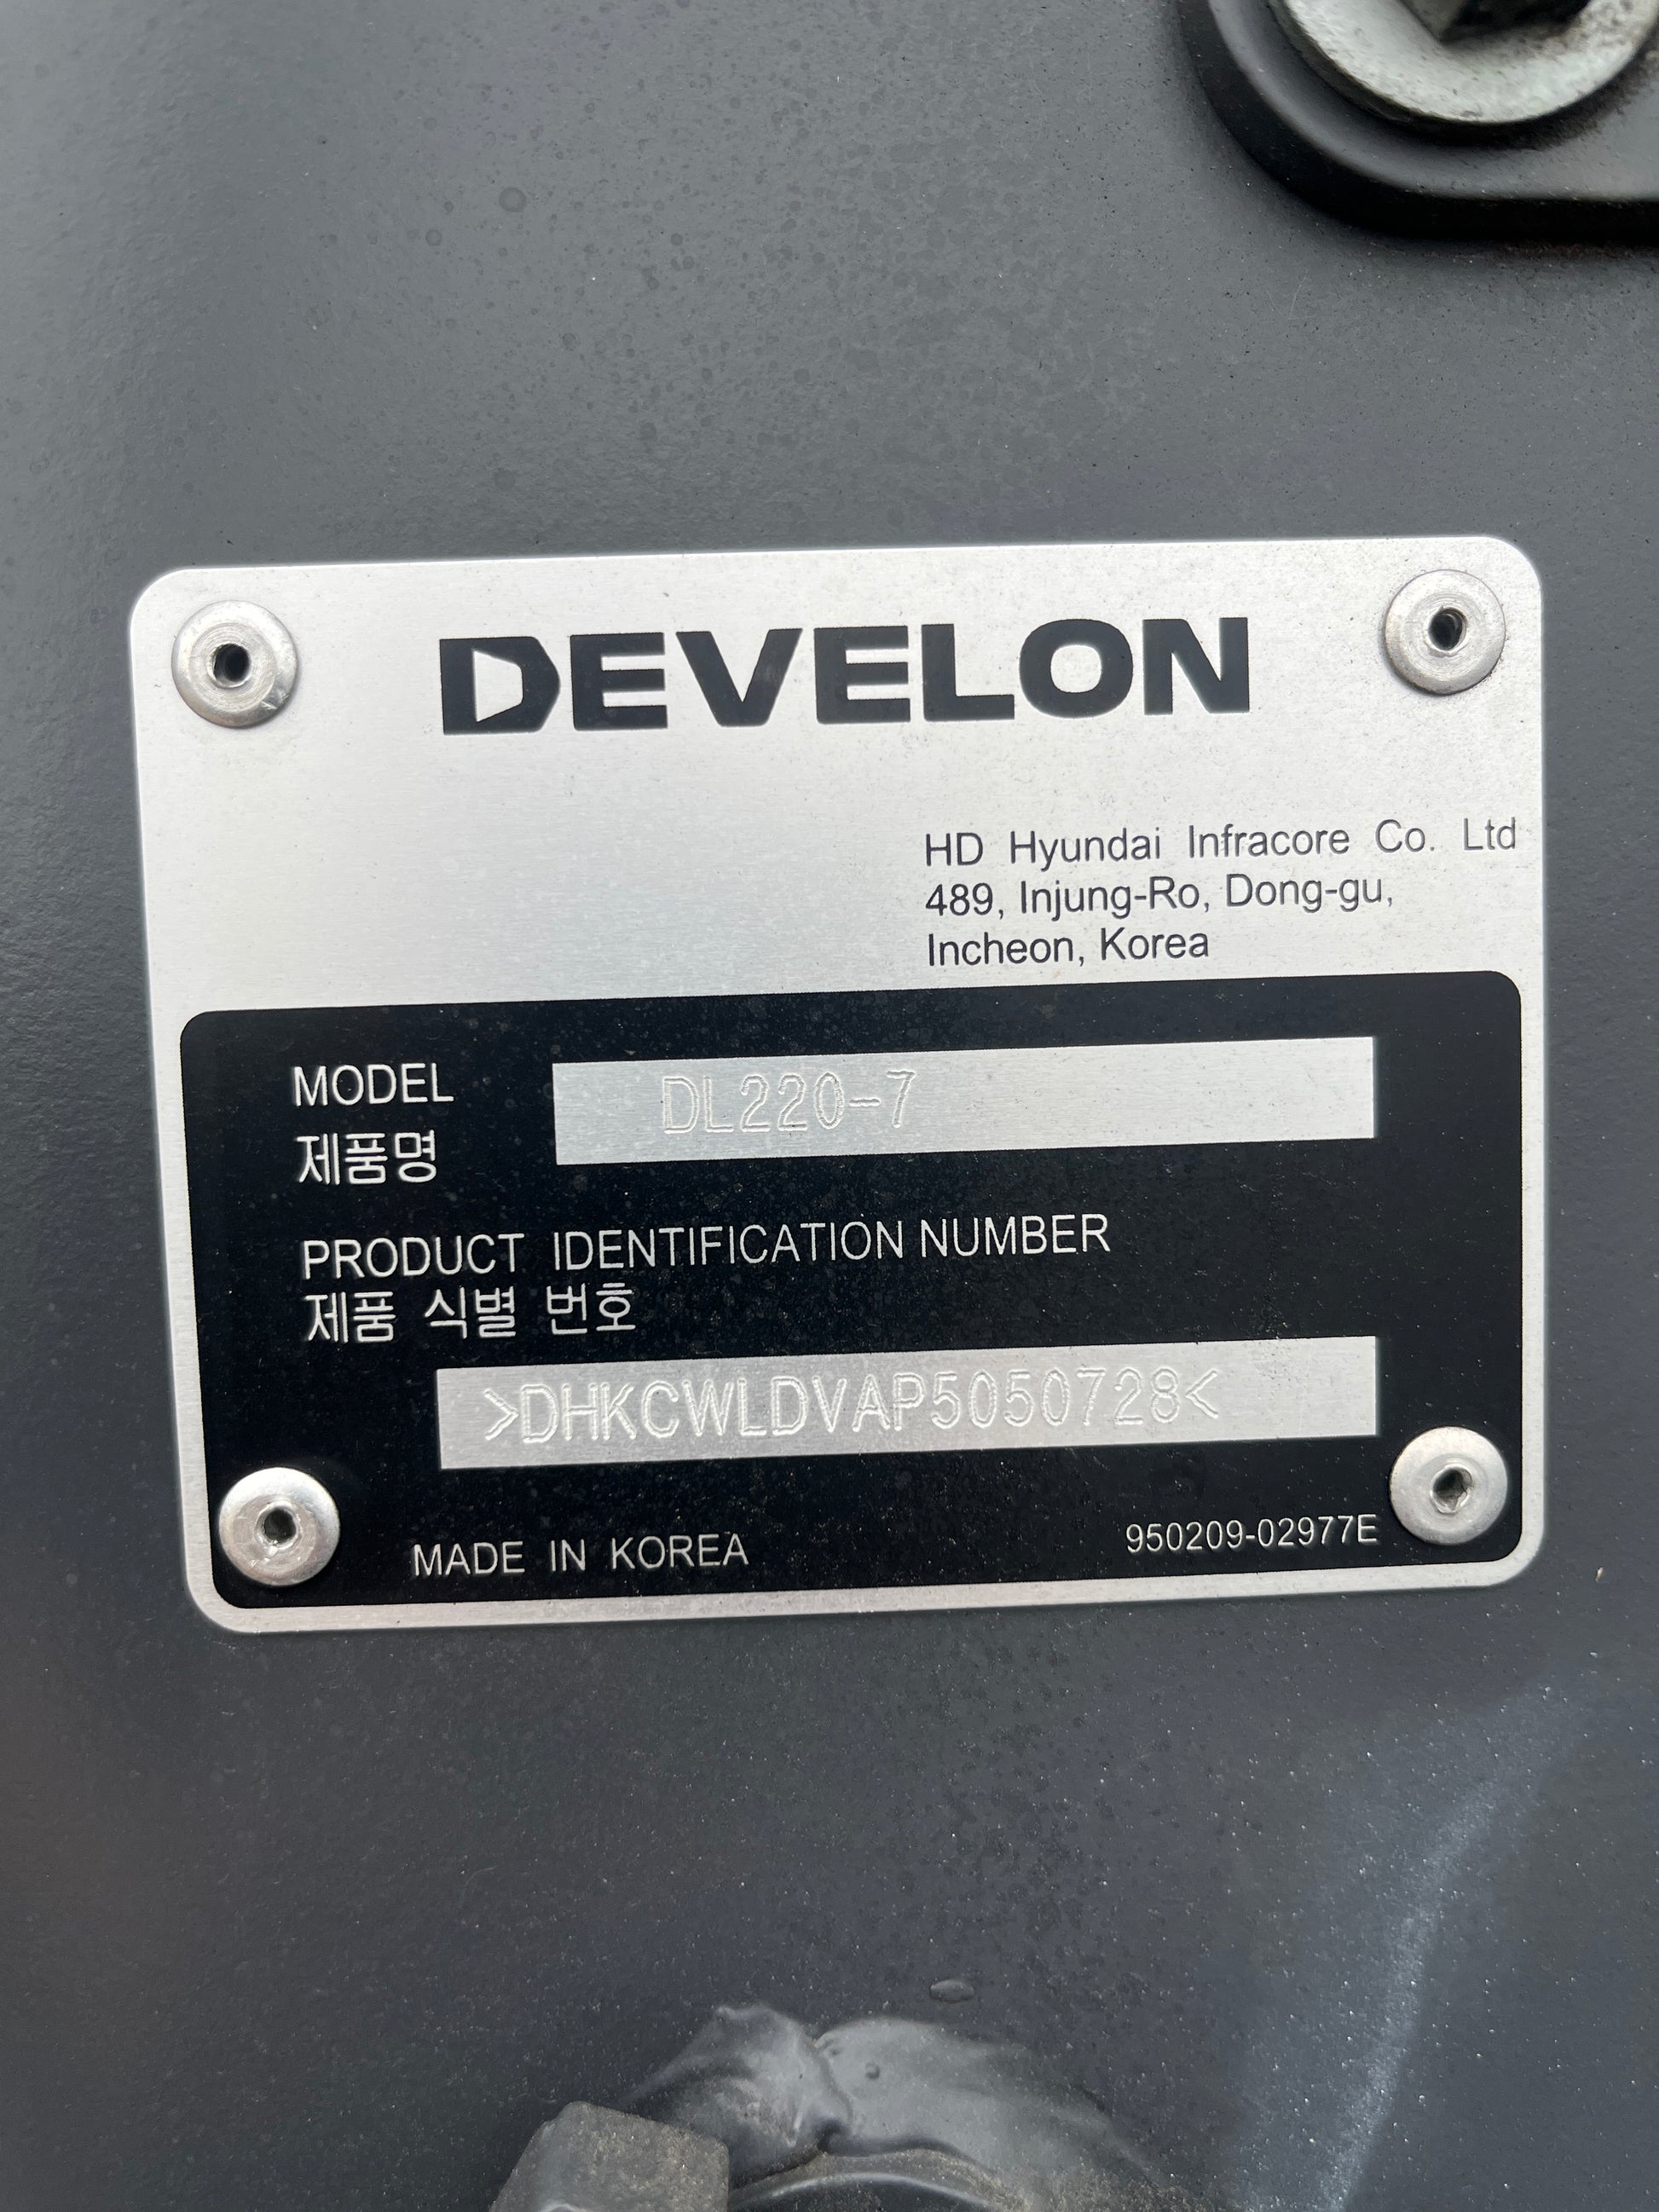 DEVELON
HD Hyundai Infracore Co. Ltd
489, Injung-Ro, Dong-gu,
Incheon, Korea
MODEL DL220-7
제품명
PRODUCT IDENTIFICATION NUMBER
제품 식별 번호
>DHKCWLDVAP5050728<
MADE IN KOREA 950209-02977E